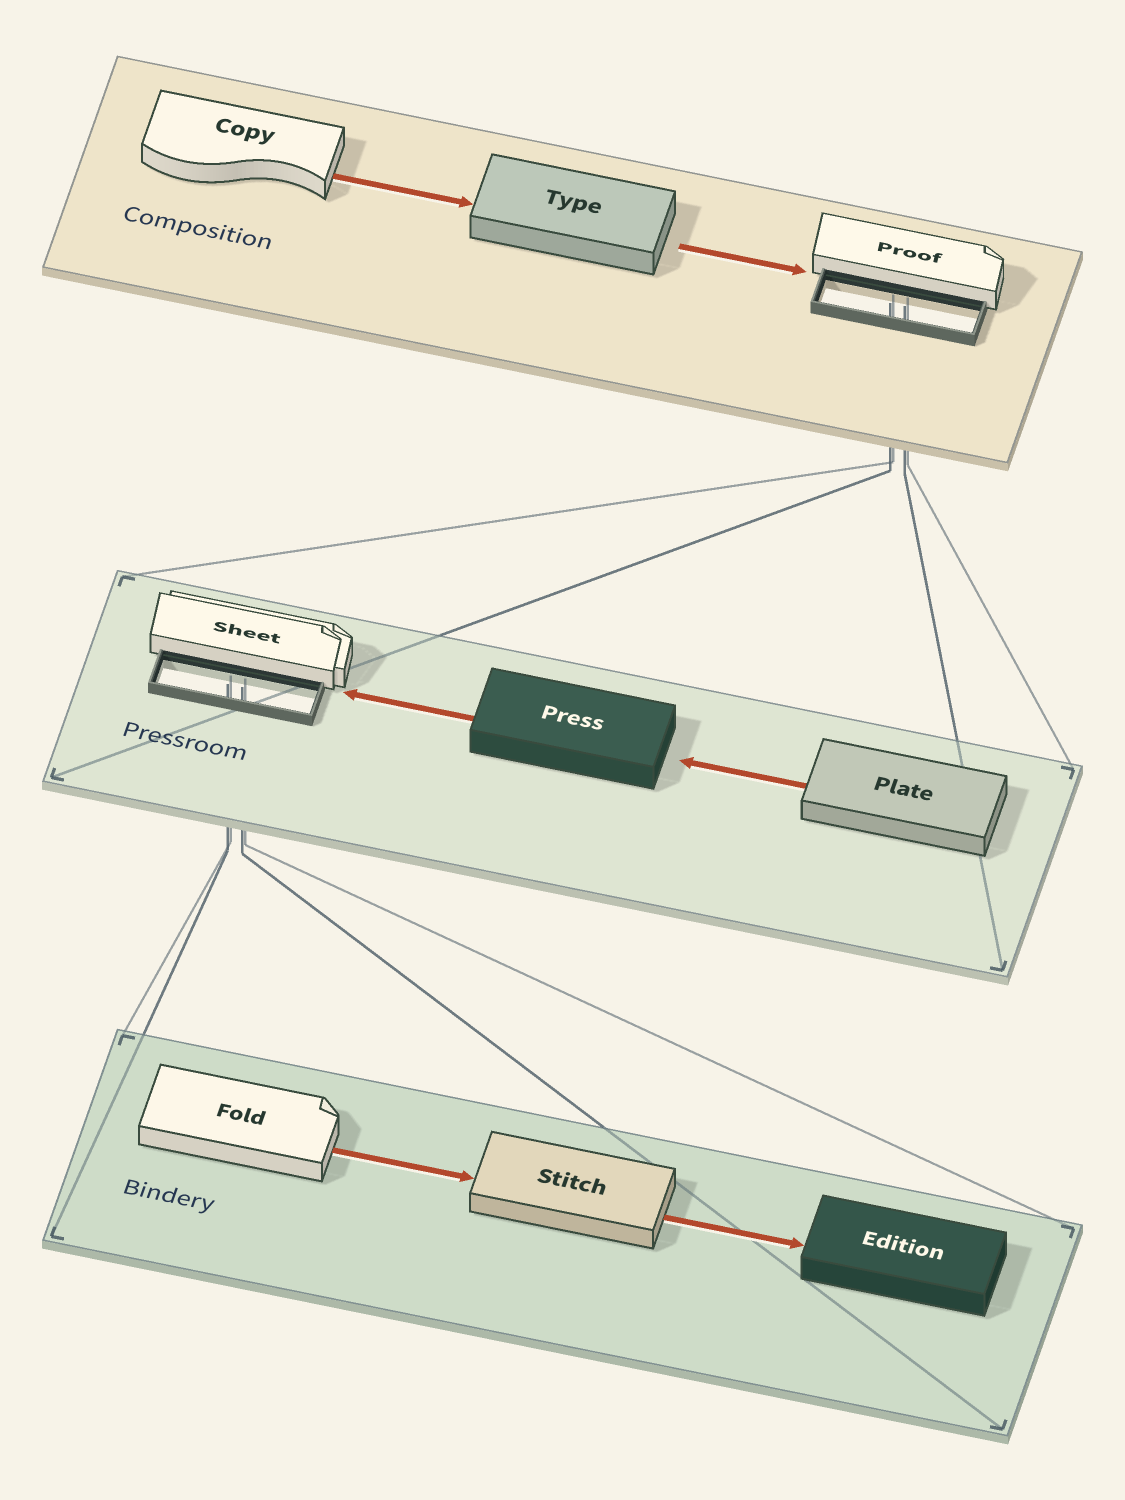 Copy
Type
Proof
Composition
Sheet
Press
Plate
Pressroom
Fold
Stitch
Edition
Bindery